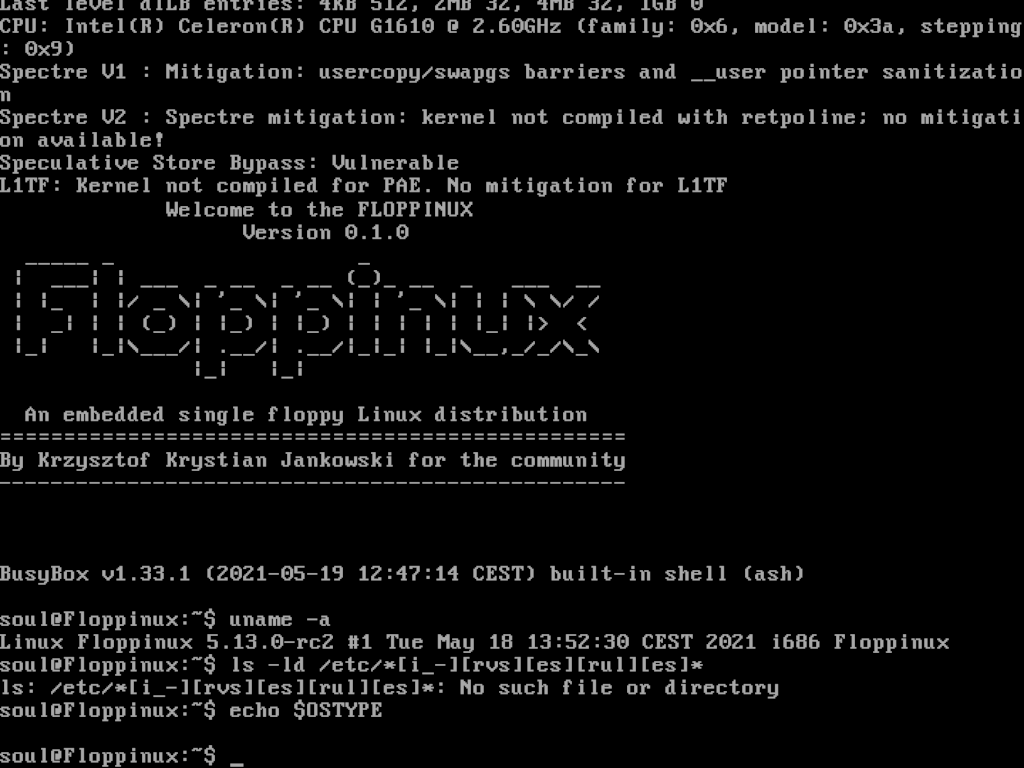 Last level dTLB entries: 4KB 512, 2MB 32, 4MB 32, 1GB 0
CPU: Intel(R) Celeron(R) CPU G1610 @ 2.60GHz (family: 0x6, model: 0x3a, stepping
: 0x9)
Spectre V1 : Mitigation: usercopy/swapgs barriers and __user pointer sanitizatio
n
Spectre V2 : Spectre mitigation: kernel not compiled with retpoline; no mitigati
on available!
Speculative Store Bypass: Vulnerable
L1TF: Kernel not compiled for PAE. No mitigation for L1TF
Welcome to the FLOPPINUX
Version 0.1.0
Floppinux
An embedded single floppy Linux distribution
=================================================
By Krzysztof Krystian Jankowski for the community
-------------------------------------------------
BusyBox v1.33.1 (2021-05-19 12:47:14 CEST) built-in shell (ash)
soul@Floppinux:~$ uname -a
Linux Floppinux 5.13.0-rc2 #1 Tue May 18 13:52:30 CEST 2021 i686 Floppinux
soul@Floppinux:~$ ls -ld /etc/*[i_-][rvs][es][rul][es]*
ls: /etc/*[i_-][rvs][es][rul][es]*: No such file or directory
soul@Floppinux:~$ echo $OSTYPE
soul@Floppinux:~$ _